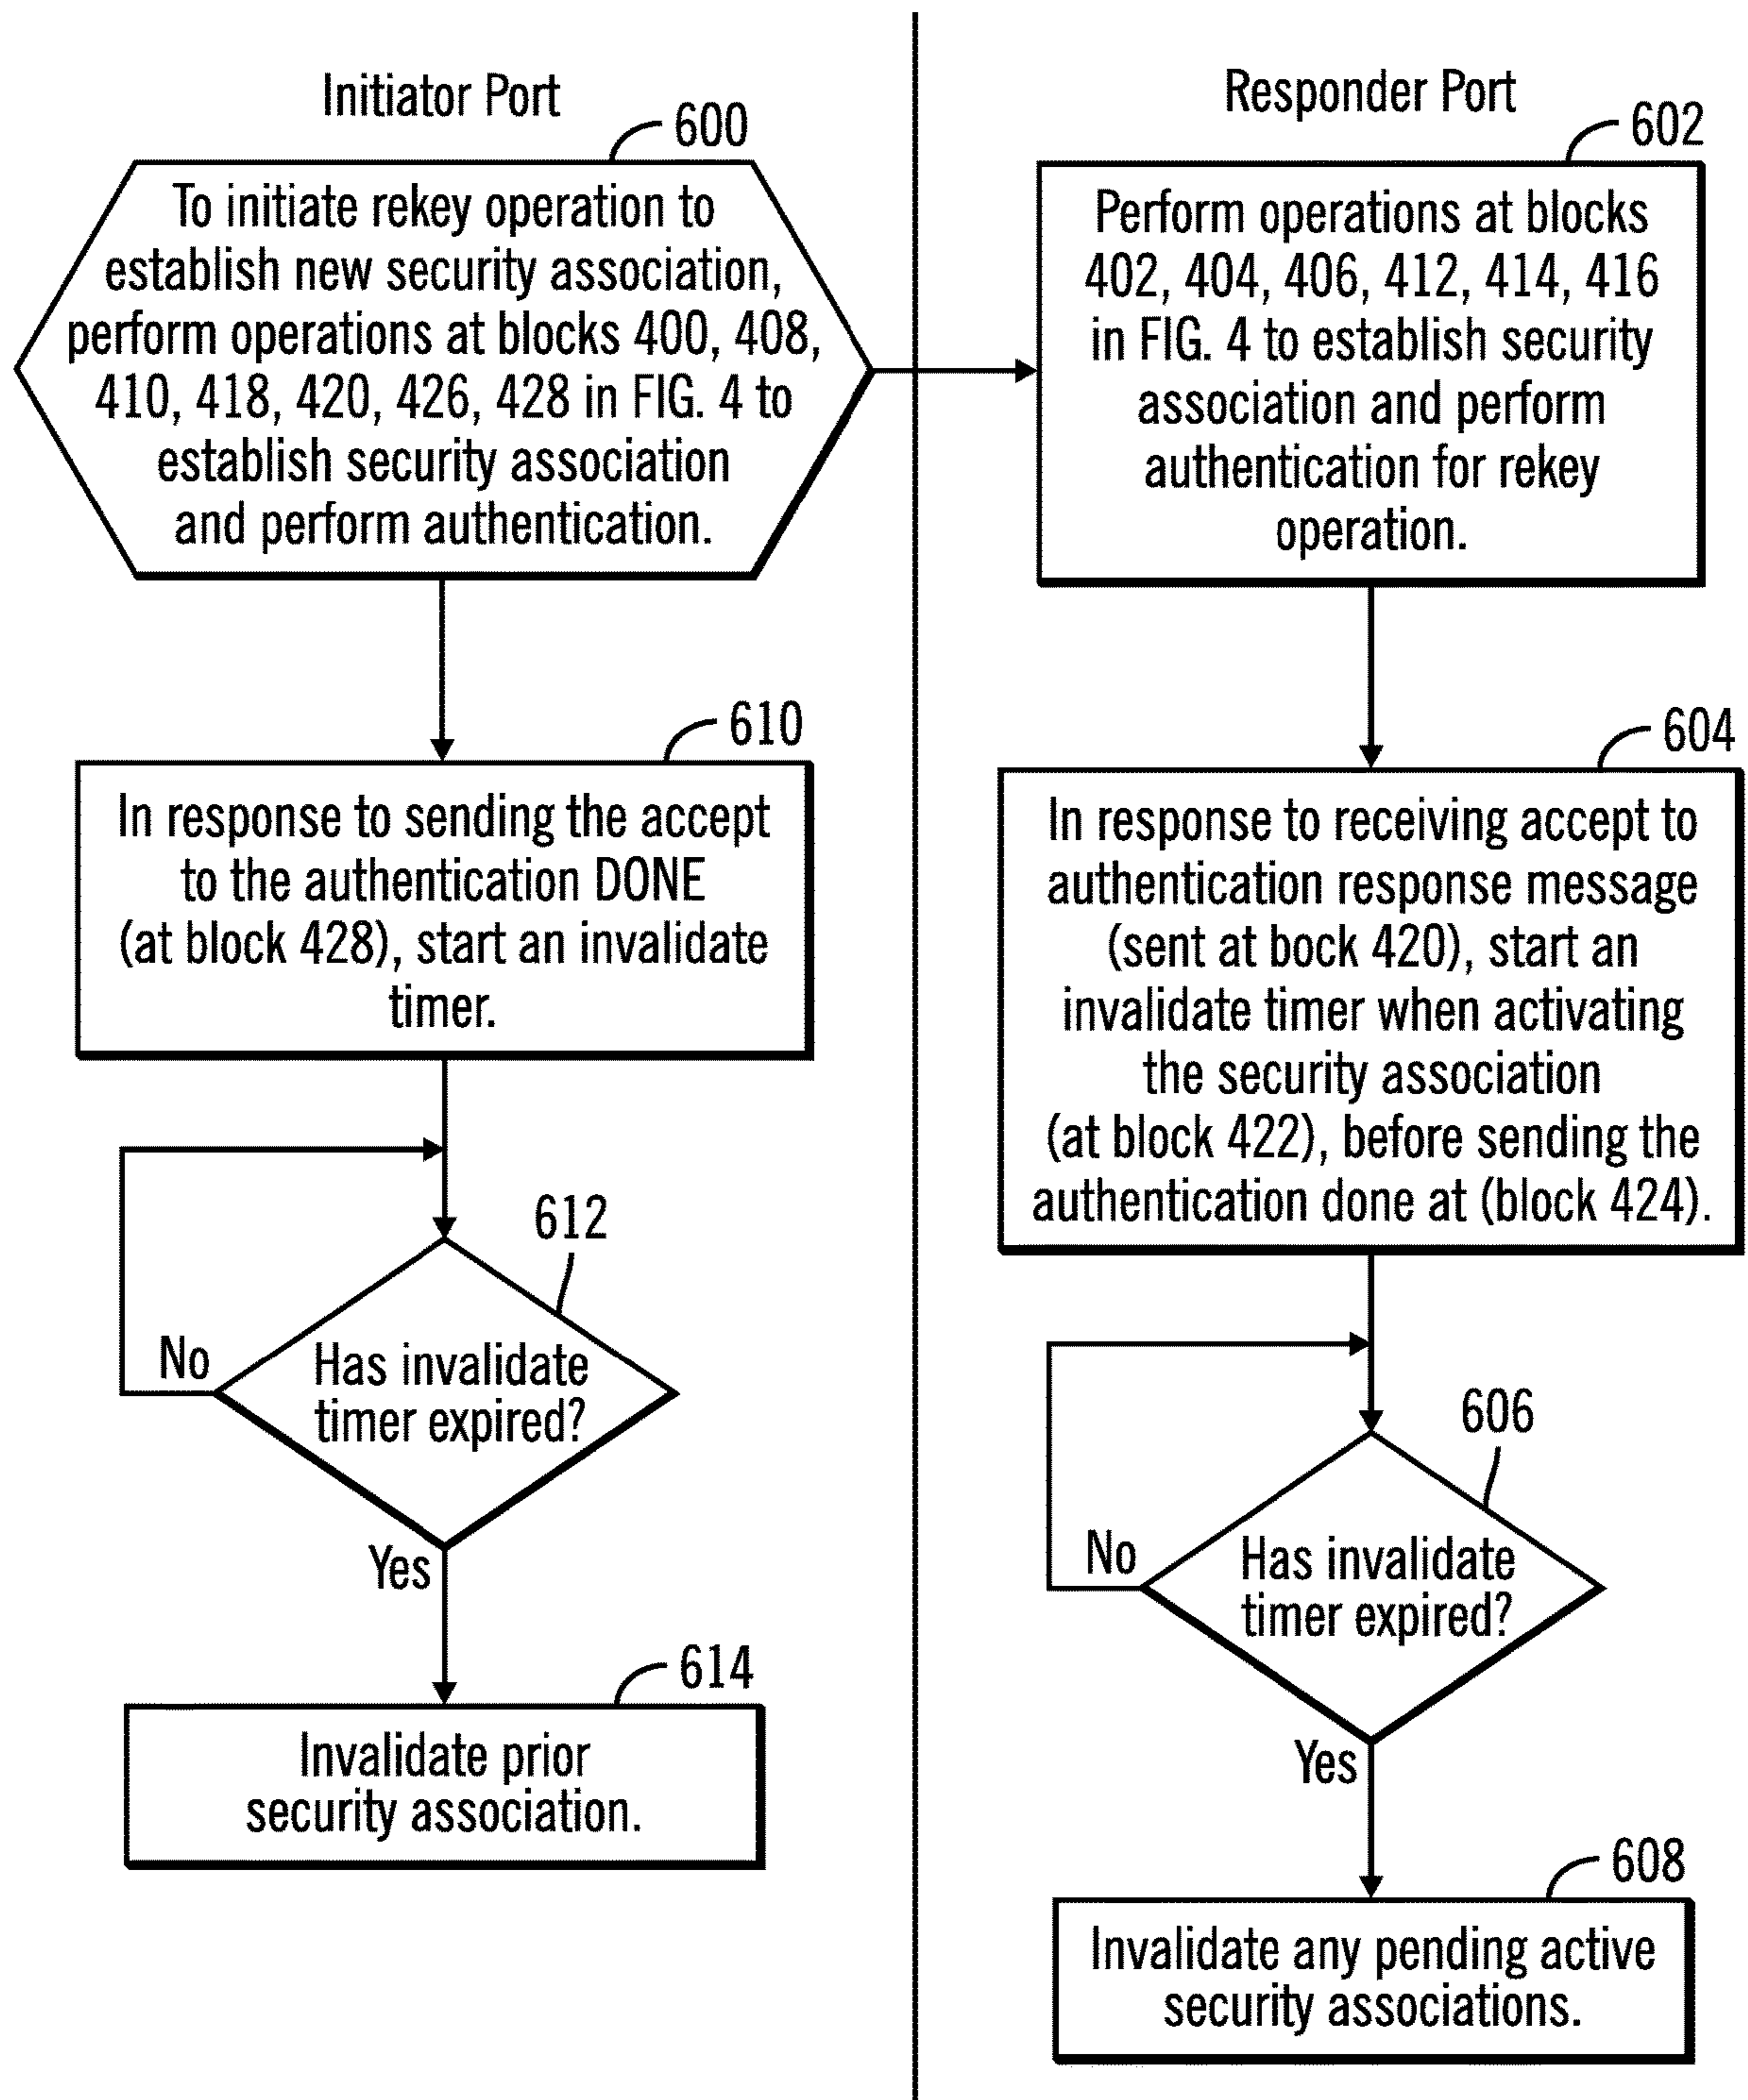 Initiator Port
600
To initiate rekey operation to
establish new security association,
perform operations at blocks 400, 408,
410, 418, 420, 426, 428 in FIG. 4 to
establish security association
and perform authentication.
610
In response to sending the accept
to the authentication DONE
(at block 428), start an invalidate
timer.
612
Has invalidate
timer expired?
No
Yes
614
Invalidate prior
security association.
Responder Port
602
Perform operations at blocks
402, 404, 406, 412, 414, 416
in FIG. 4 to establish security
association and perform
authentication for rekey
operation.
604
In response to receiving accept to
authentication response message
(sent at bock 420), start an
invalidate timer when activating
the security association
(at block 422), before sending the
authentication done at (block 424).
606
Has invalidate
timer expired?
No
Yes
608
Invalidate any pending active
security associations.